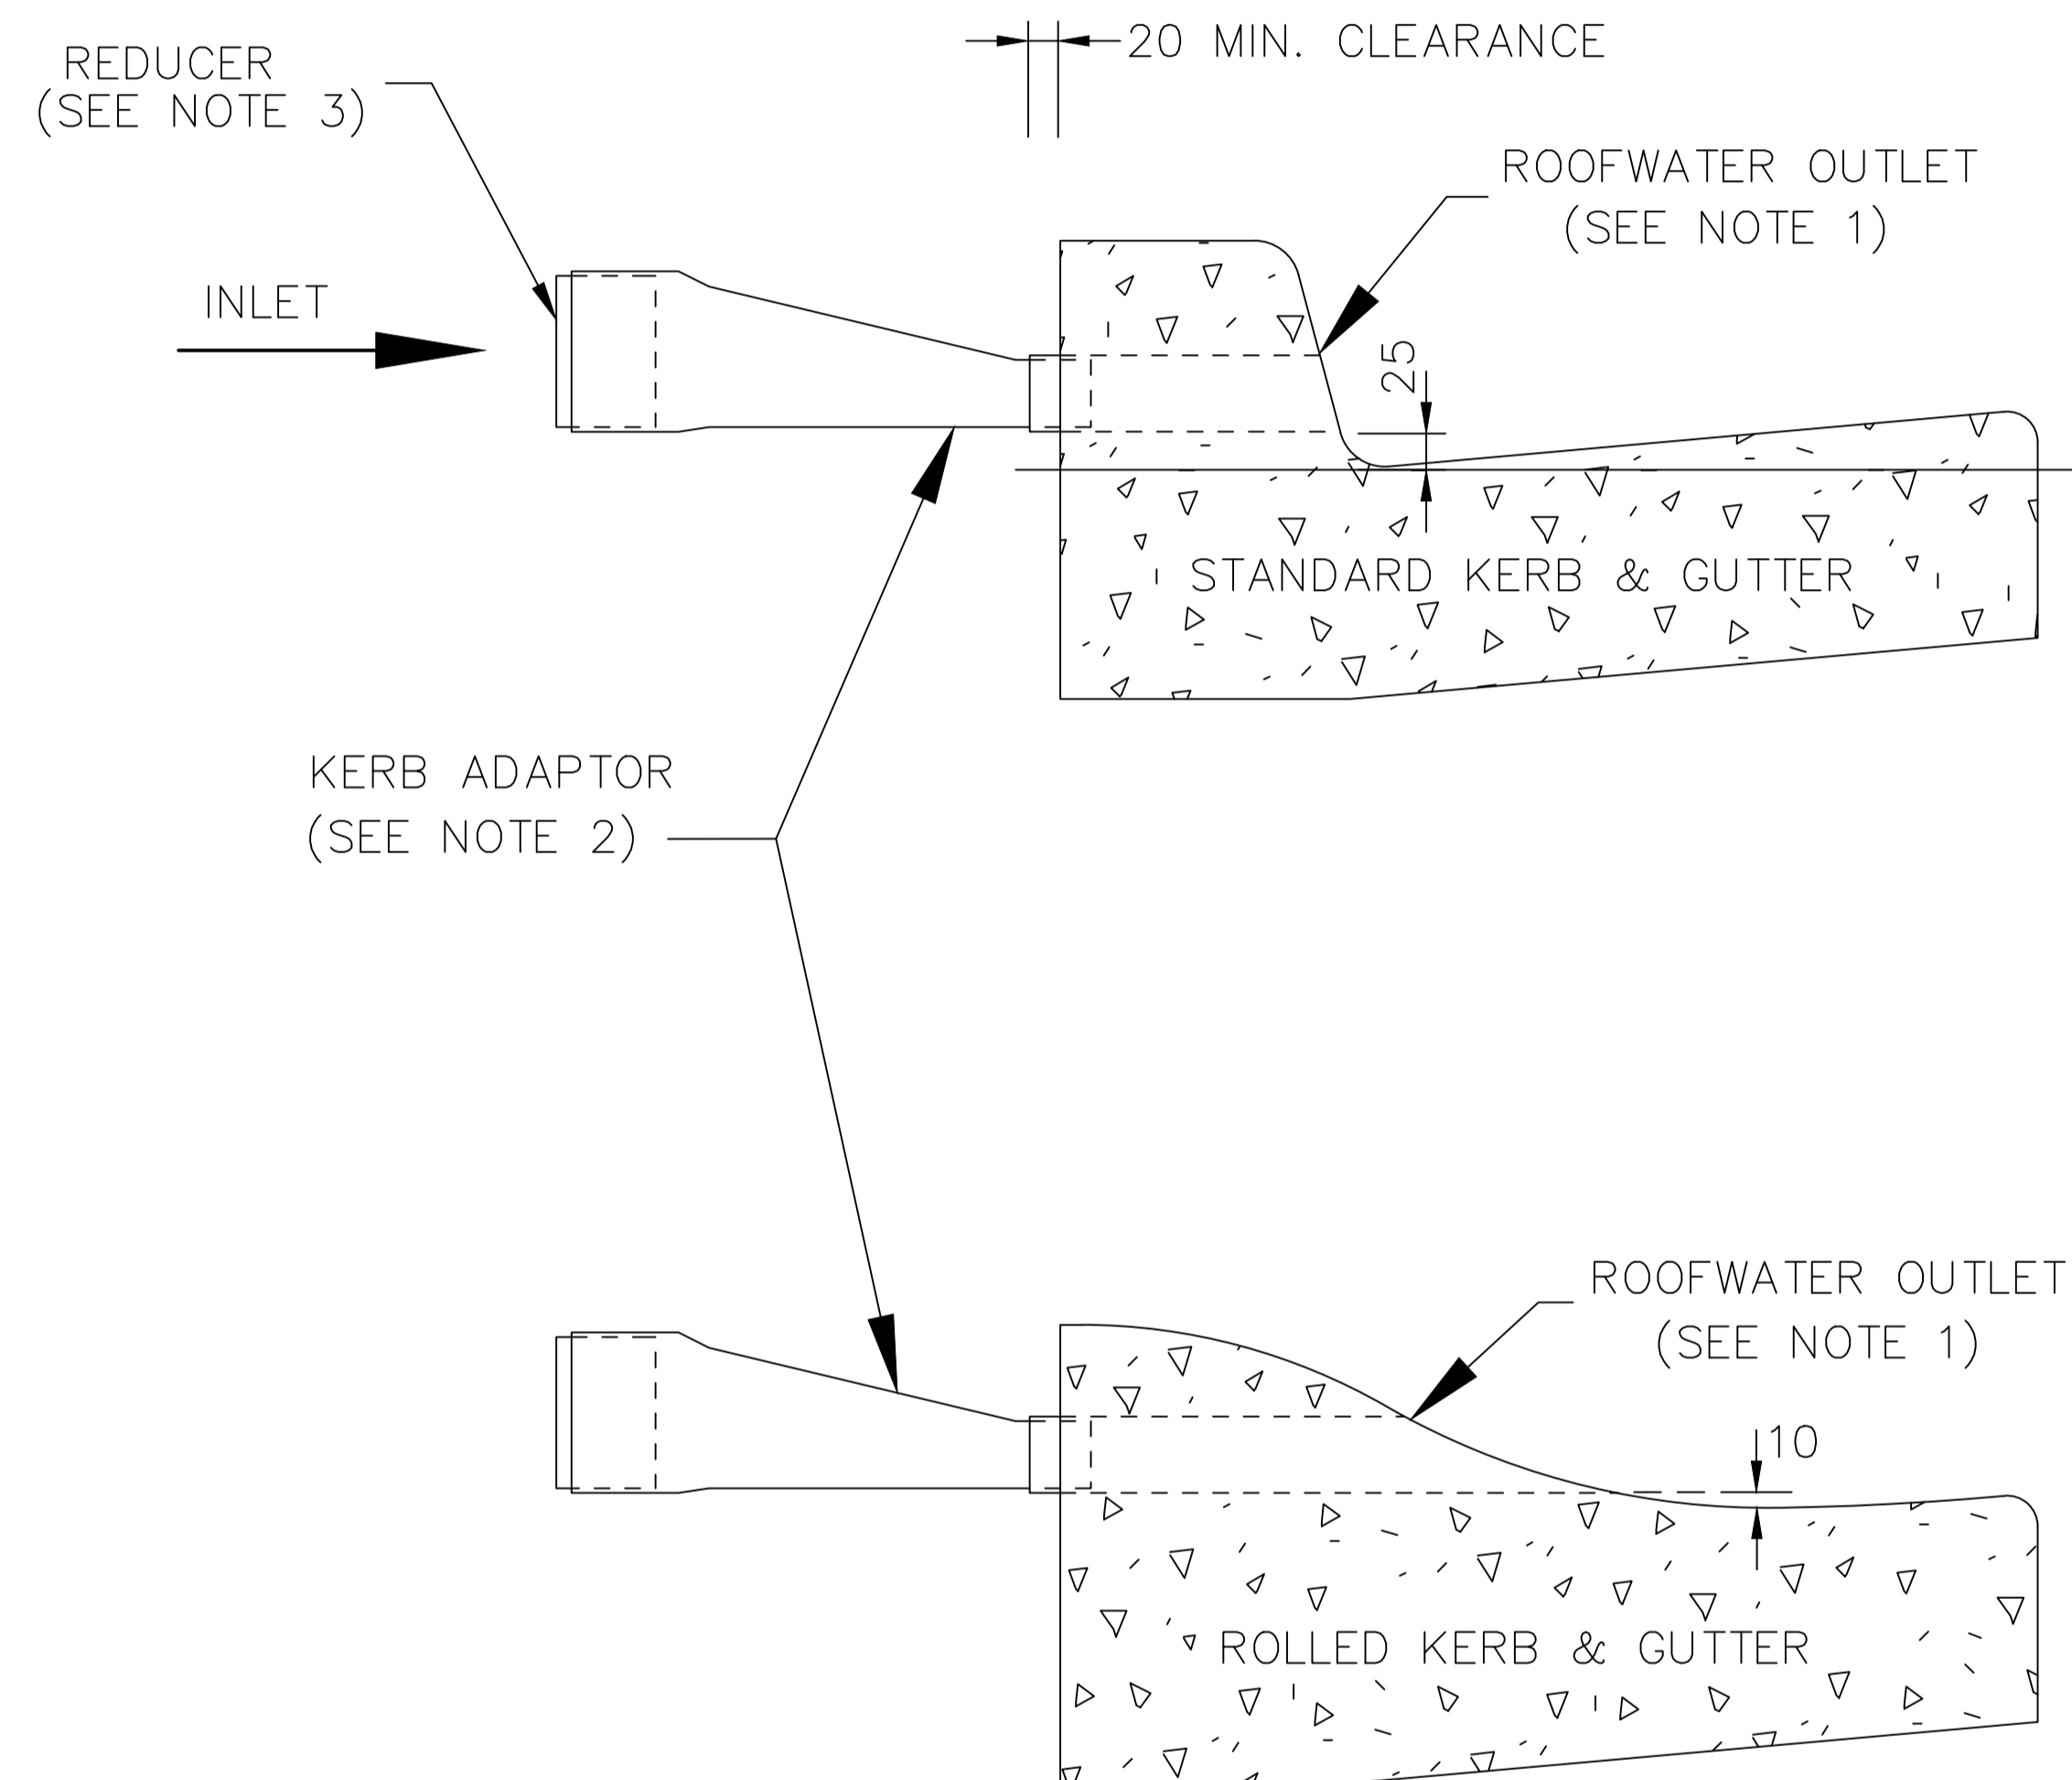 20 MIN. CLEARANCE
REDUCER
(SEE NOTE 3)
ROOFWATER OUTLET
(SEE NOTE 1)
INLET
25
STANDARD KERB & GUTTER
KERB ADAPTOR
(SEE NOTE 2)
ROOFWATER OUTLET
(SEE NOTE 1)
10
ROLLED KERB & GUTTER